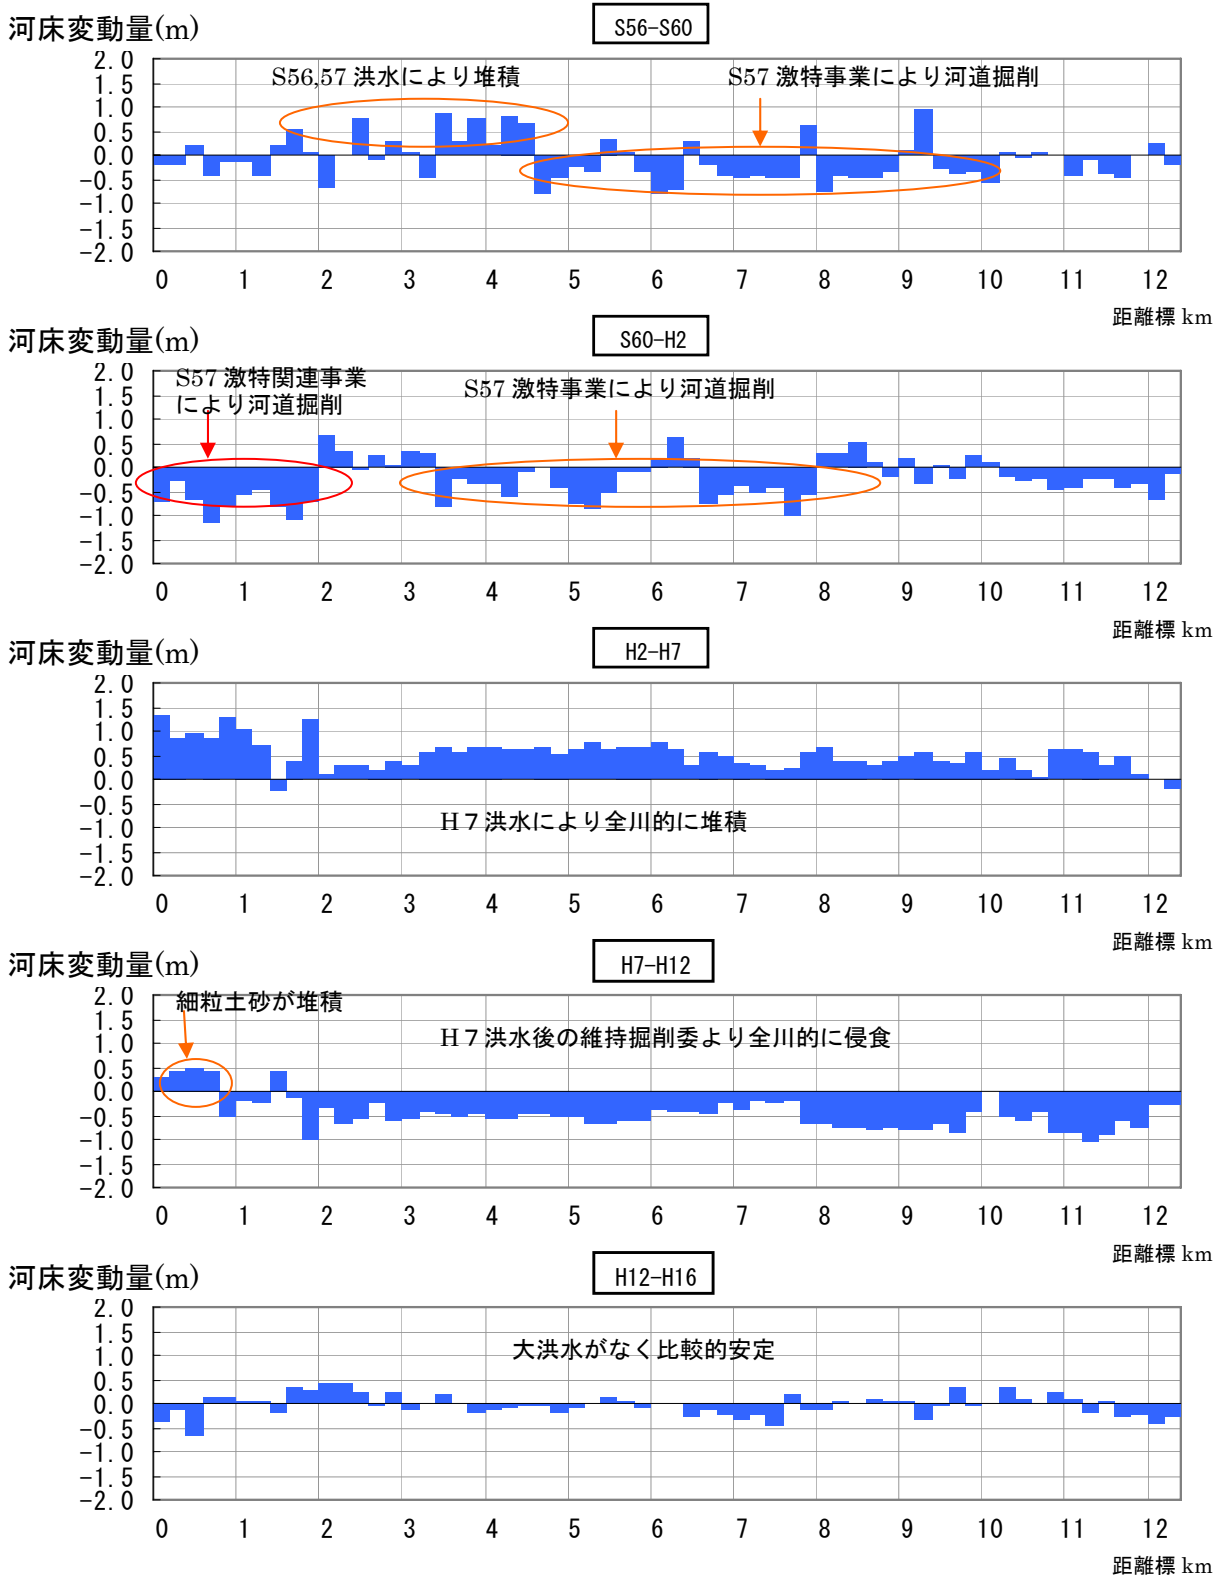 河床変動量(m)
S56-S60
2.0
1.5
1.0
0.5
0.0
-0.5
-1.0
-1.5
-2.0
S56,57 洪水により堆積
S57 激特事業により河道掘削
0 1 2 3 4 5 6 7 8 9 10 11 12
距離標 km
河床変動量(m)
S60-H2
2.0
1.5
1.0
0.5
0.0
-0.5
-1.0
-1.5
-2.0
S57 激特関連事業
により河道掘削
S57 激特事業により河道掘削
0 1 2 3 4 5 6 7 8 9 10 11 12
距離標 km
河床変動量(m)
H2-H7
2.0
1.5
1.0
0.5
0.0
-0.5
-1.0
-1.5
-2.0
H７洪水により全川的に堆積
0 1 2 3 4 5 6 7 8 9 10 11 12
距離標 km
河床変動量(m)
H7-H12
2.0
1.5
1.0
0.5
0.0
-0.5
-1.0
-1.5
-2.0
細粒土砂が堆積
H７洪水後の維持掘削委より全川的に侵食
0 1 2 3 4 5 6 7 8 9 10 11 12
距離標 km
河床変動量(m)
H12-H16
2.0
1.5
1.0
0.5
0.0
-0.5
-1.0
-1.5
-2.0
大洪水がなく比較的安定
0 1 2 3 4 5 6 7 8 9 10 11 12
距離標 km